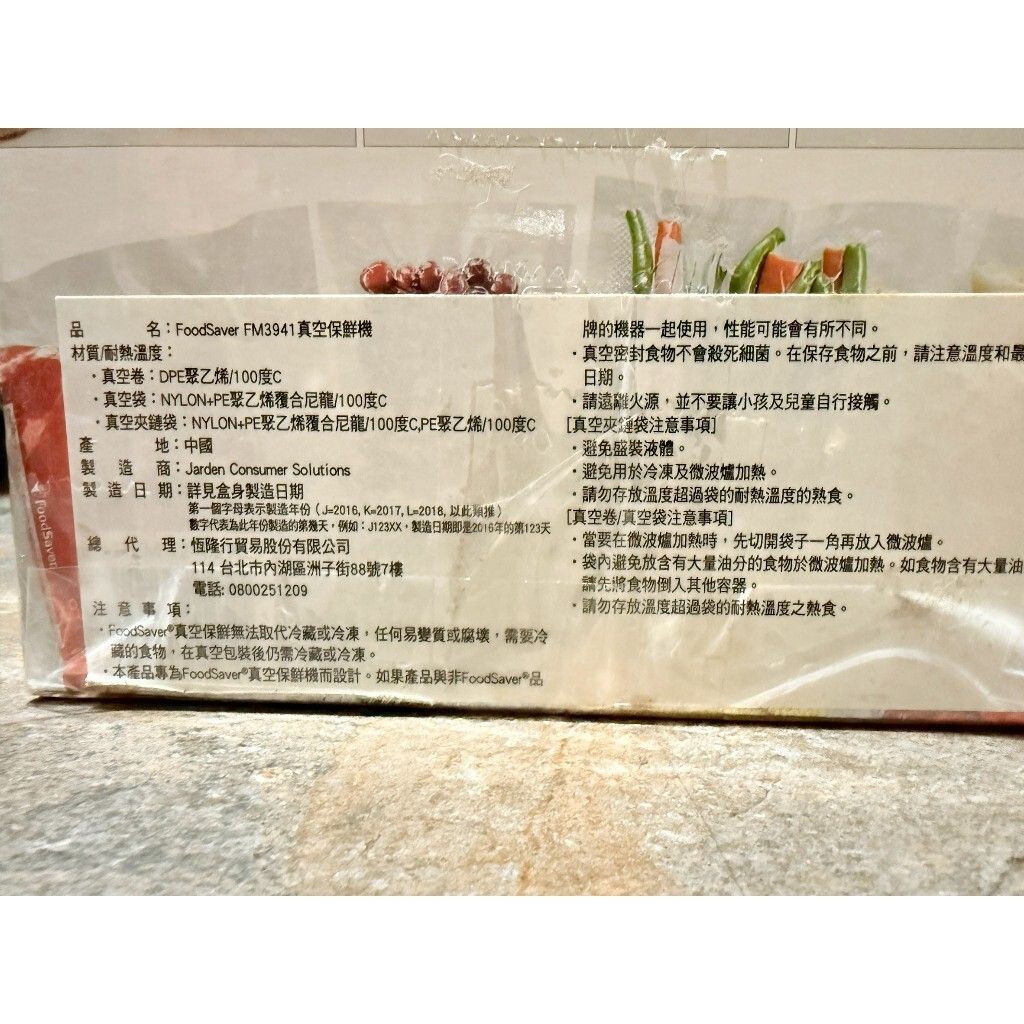 品名：FoodSaver FM3941真空保鮮機
材質/耐熱溫度：
・真空卷：DPE聚乙烯/100度C
・真空袋：NYLON+PE聚乙烯覆合尼龍/100度C
・真空夾鏈袋：NYLON+PE聚乙烯覆合尼龍/100度C,PE聚乙烯/100度C
產地：中國
製造商：Jarden Consumer Solutions
製造日期：詳見盒身製造日期
第一個字母表示製造年份（J=2016, K=2017, L=2018, 以此類推）
數字代表為此年份製造的第幾天，例如：J123XX，製造日期即是2016年的第123天
總代理：恆隆行貿易股份有限公司
114 台北市內湖區洲子街88號7樓
電話: 0800251209
注意事項：
・FoodSaver®真空保鮮無法取代冷藏或冷凍，任何易變質或腐壞，需要冷
藏的食物，在真空包裝後仍需冷藏或冷凍。
・本產品專為FoodSaver®真空保鮮機而設計。如果產品與非FoodSaver®品
牌的機器一起使用，性能可能會有所不同。
・真空密封食物不會殺死細菌。在保存食物之前，請注意溫度和最
日期。
・請遠離火源，並不要讓小孩及兒童自行接觸。
[真空夾鏈袋注意事項]
・避免盛裝液體。
・避免用於冷凍及微波爐加熱。
・請勿存放溫度超過袋的耐熱溫度的熟食。
[真空卷/真空袋注意事項]
・當要在微波爐加熱時，先切開袋子一角再放入微波爐。
・袋內避免放含有大量油分的食物於微波爐加熱。如食物含有大量油
請先將食物倒入其他容器。
・請勿存放溫度超過袋的耐熱溫度之熱食。
FoodSaver